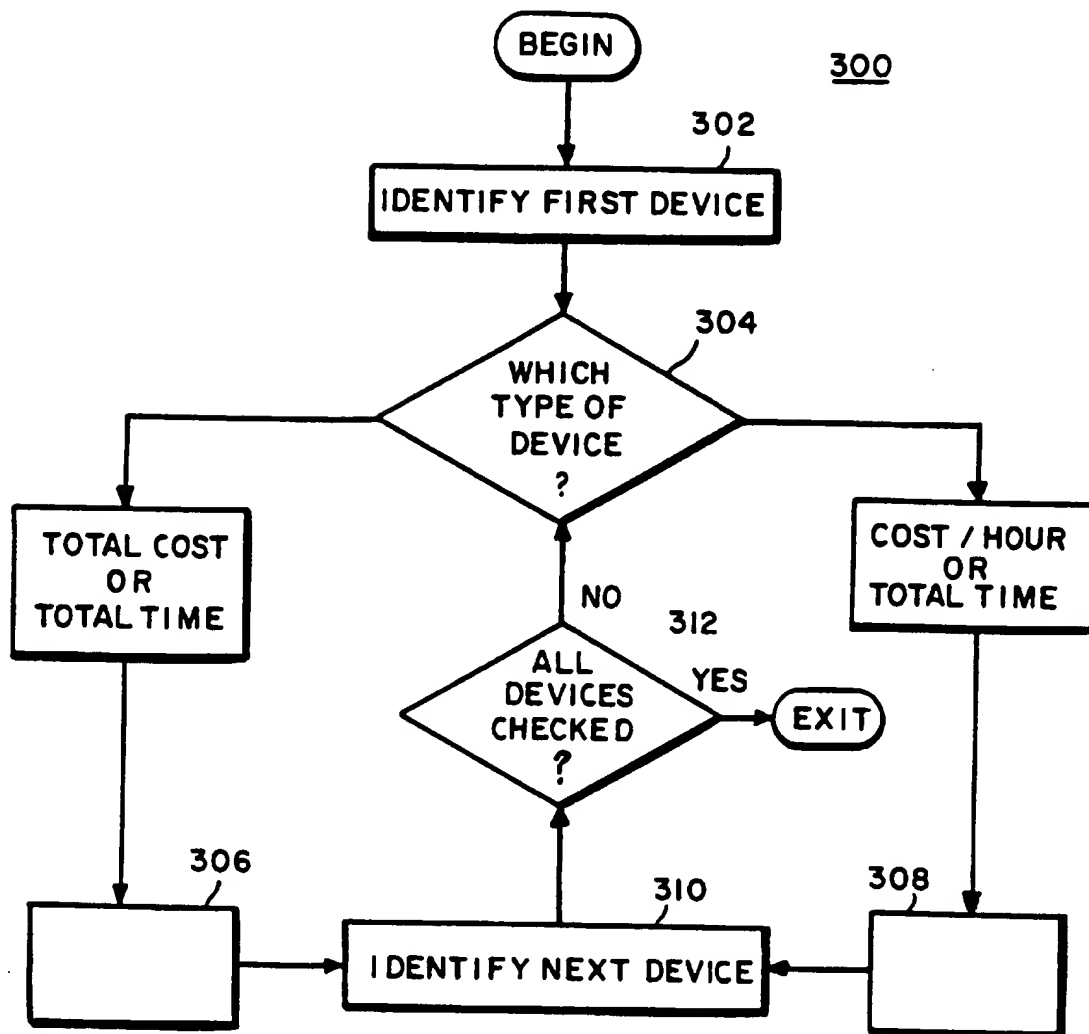 BEGIN
300
302
IDENTIFY FIRST DEVICE
304
WHICH
TYPE OF
DEVICE
?
TOTAL COST
OR
TOTAL TIME
COST / HOUR
OR
TOTAL TIME
NO
312
ALL
DEVICES
CHECKED
?
YES
EXIT
306
310
308
IDENTIFY NEXT DEVICE